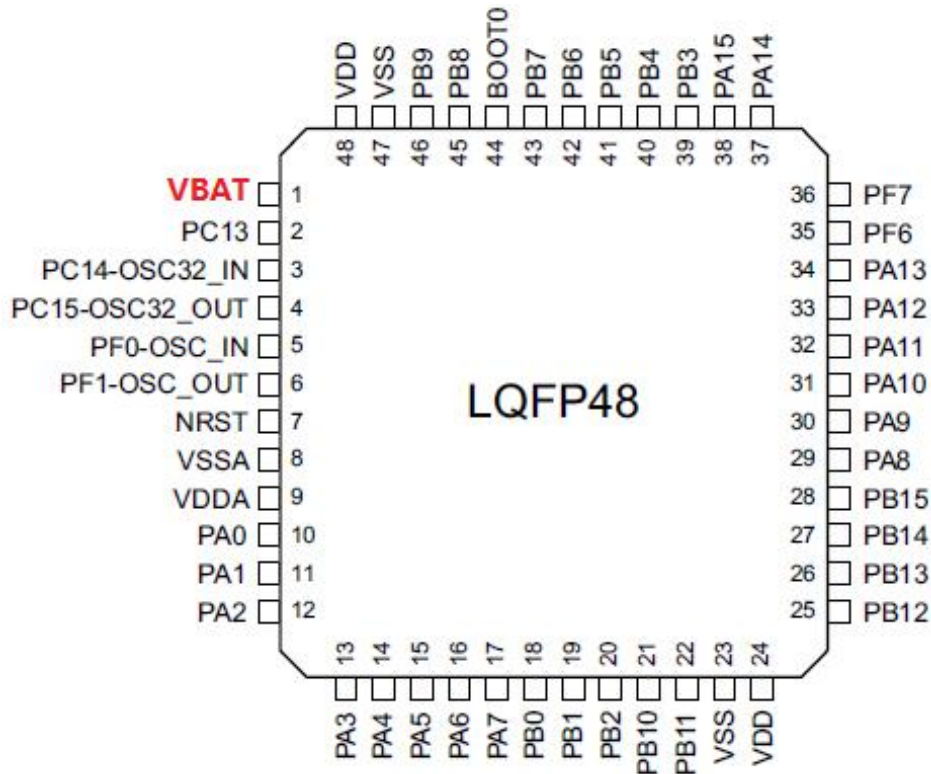 VDD
VSS
PB9
PB8
BOOT0
PB7
PB6
PB5
PB4
PB3
PA15
PA14
48
47
46
45
44
43
42
41
40
39
38
37
VBAT 1
PC13 2
PC14-OSC32_IN 3
PC15-OSC32_OUT 4
PF0-OSC_IN 5
PF1-OSC_OUT 6
NRST 7
VSSA 8
VDDA 9
PA0 10
PA1 11
PA2 12
LQFP48
36 PF7
35 PF6
34 PA13
33 PA12
32 PA11
31 PA10
30 PA9
29 PA8
28 PB15
27 PB14
26 PB13
25 PB12
13
14
15
16
17
18
19
20
21
22
23
24
PA3
PA4
PA5
PA6
PA7
PB0
PB1
PB2
PB10
PB11
VSS
VDD